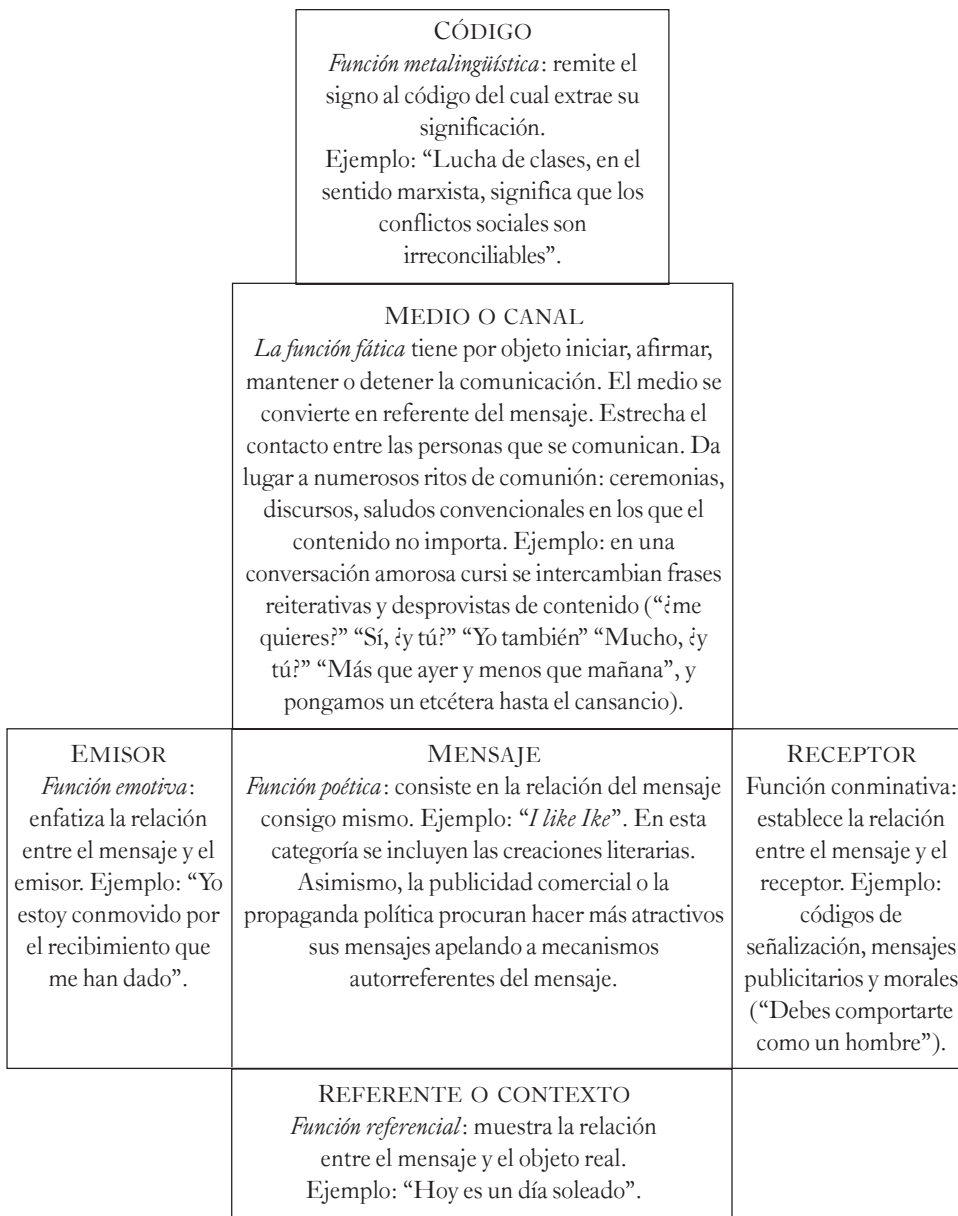 CÓDIGO
Función metalingüística: remite el
signo al código del cual extrae su
significación.
Ejemplo: “Lucha de clases, en el
sentido marxista, significa que los
conflictos sociales son
irreconciliables”.
MEDIO O CANAL
La función fática tiene por objeto iniciar, afirmar,
mantener o detener la comunicación. El medio se
convierte en referente del mensaje. Estrecha el
contacto entre las personas que se comunican. Da
lugar a numerosos ritos de comunión: ceremonias,
discursos, saludos convencionales en los que el
contenido no importa. Ejemplo: en una
conversación amorosa cursi se intercambian frases
reiterativas y desprovistas de contenido (“¿me
quieres?” “Sí, ¿y tú?” “Yo también” “Mucho, ¿y
tú?” “Más que ayer y menos que mañana”, y
pongamos un etcétera hasta el cansancio).
EMISOR
Función emotiva:
enfatiza la relación
entre el mensaje y el
emisor. Ejemplo: “Yo
estoy conmovido por
el recibimiento que
me han dado”.
MENSAJE
Función poética: consiste en la relación del mensaje
consigo mismo. Ejemplo: “I like Ike”. En esta
categoría se incluyen las creaciones literarias.
Asimismo, la publicidad comercial o la
propaganda política procuran hacer más atractivos
sus mensajes apelando a mecanismos
autorreferentes del mensaje.
RECEPTOR
Función conminativa:
establece la relación
entre el mensaje y el
receptor. Ejemplo:
códigos de
señalización, mensajes
publicitarios y morales
(“Debes comportarte
como un hombre”).
REFERENTE O CONTEXTO
Función referencial: muestra la relación
entre el mensaje y el objeto real.
Ejemplo: “Hoy es un día soleado”.